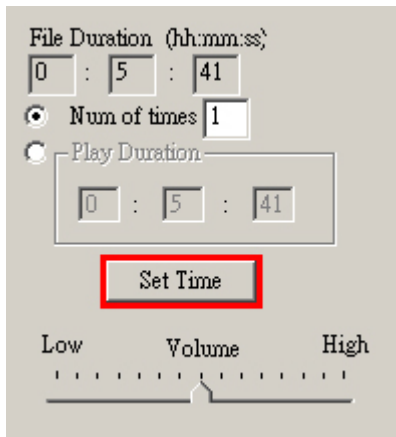 File Duration (hh:mm:ss)
0 : 5 : 41
Num of times 1
Play Duration
0 : 5 : 41
Set Time
Low Volume High